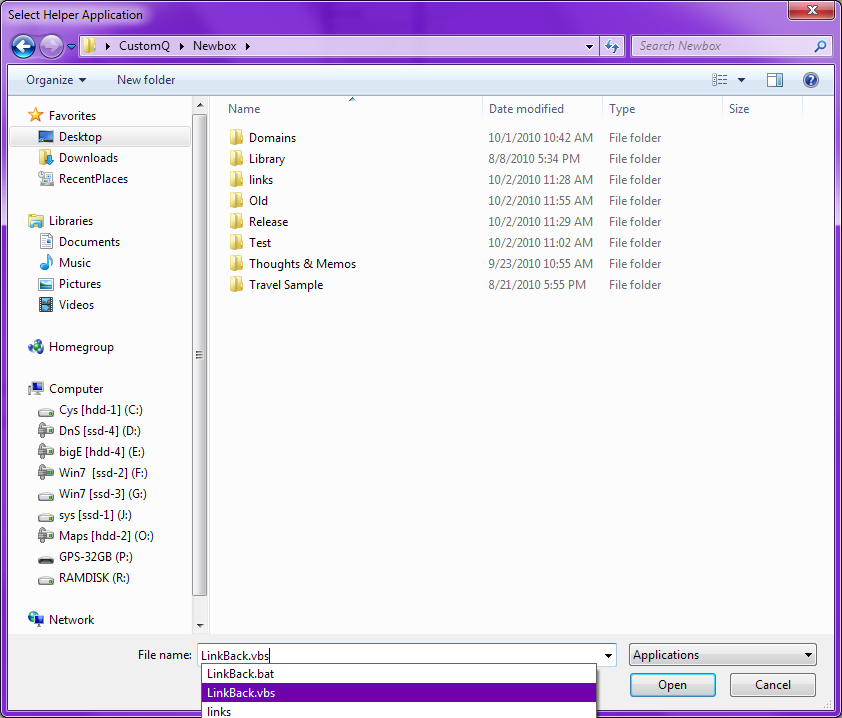 Select Helper Application
CustomQ Newbox
Search Newbox
Organize New folder
Name Date modified Type Size
Favorites
Desktop
Downloads
RecentPlaces
Libraries
Documents
Music
Pictures
Videos
Homegroup
Computer
Cys [hdd-1] (C:)
DnS [ssd-4] (D:)
bigE [hdd-4] (E:)
Win7 [ssd-2] (F:)
Win7 [ssd-3] (G:)
sys [ssd-1] (J:)
Maps [hdd-2] (O:)
GPS-32GB (P:)
RAMDISK (R:)
Network
Domains 10/1/2010 10:42 AM File folder
Library 8/8/2010 5:34 PM File folder
links 10/2/2010 11:28 AM File folder
Old 10/2/2010 11:55 AM File folder
Release 10/2/2010 11:29 AM File folder
Test 10/2/2010 11:02 AM File folder
Thoughts & Memos 9/23/2010 10:55 AM File folder
Travel Sample 8/21/2010 5:55 PM File folder
File name: LinkBack.vbs
Applications
LinkBack.bat
LinkBack.vbs
links
Open Cancel